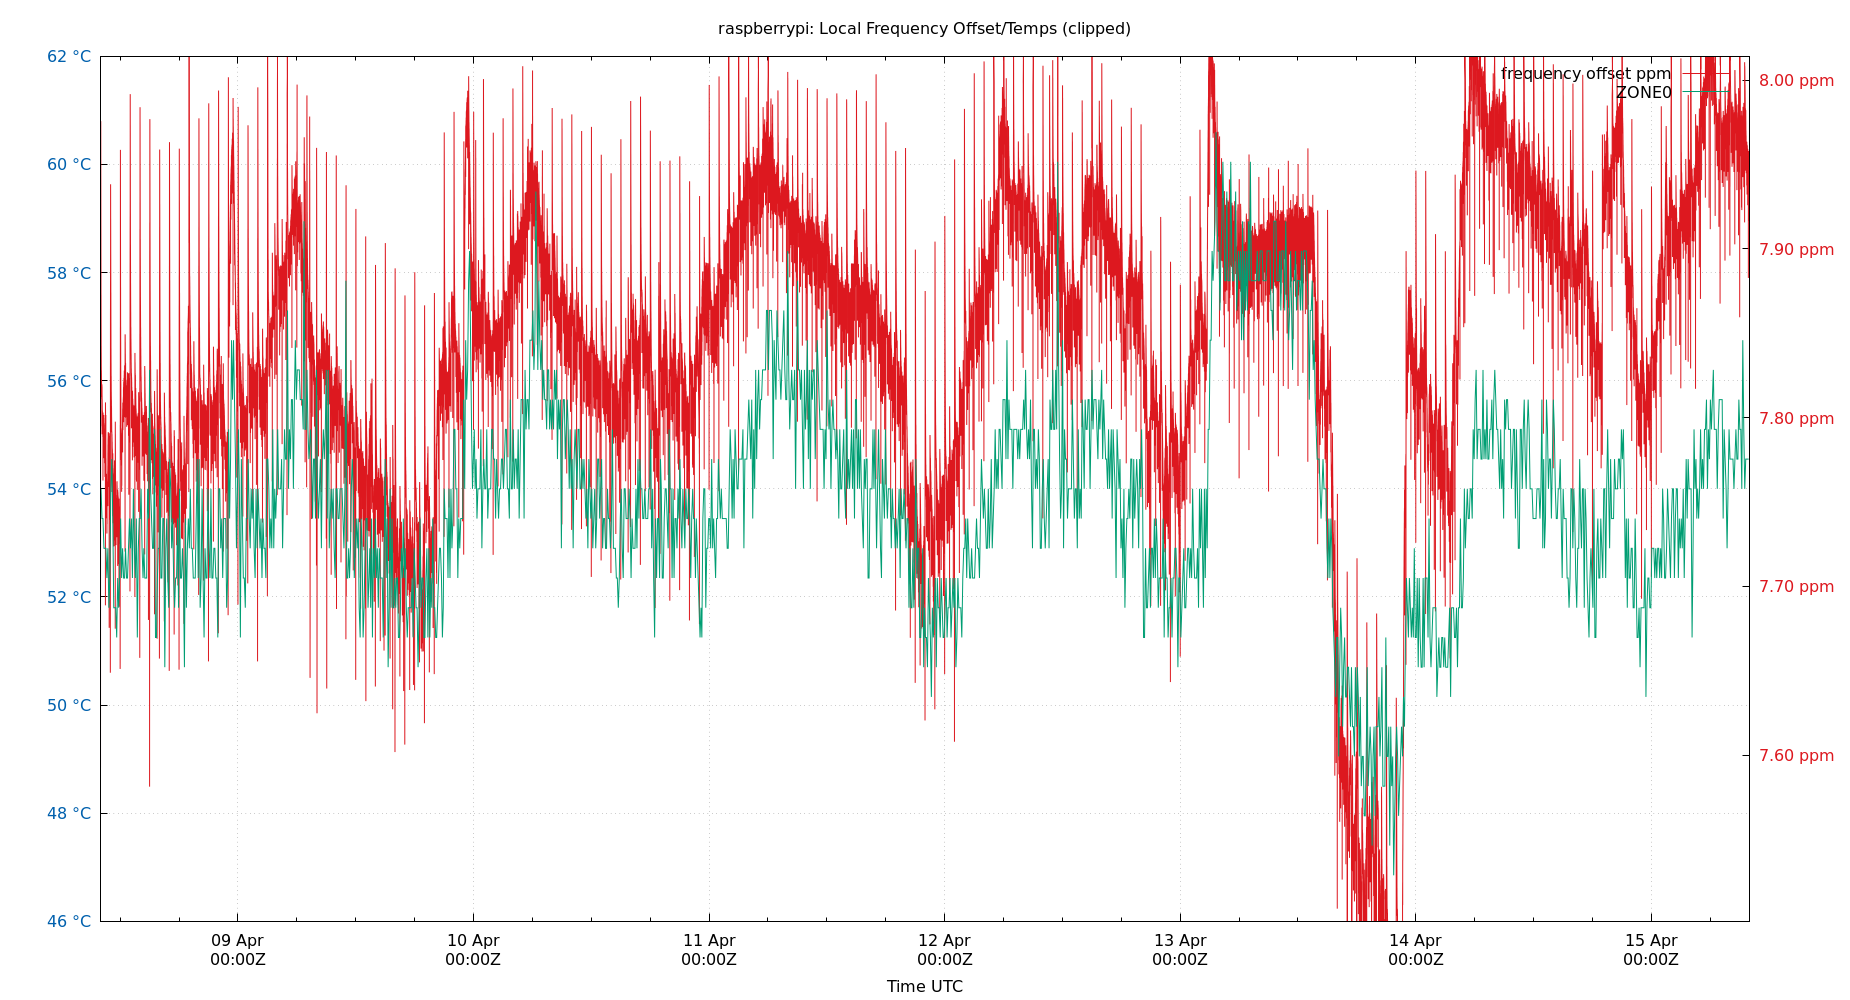 raspberrypi: Local Frequency Offset/Temps (clipped)
62 °C
60 °C
58 °C
56 °C
54 °C
52 °C
50 °C
48 °C
46 °C
frequency offset ppm
ZONE0
8.00 ppm
7.90 ppm
7.80 ppm
7.70 ppm
7.60 ppm
09 Apr
00:00Z
10 Apr
00:00Z
11 Apr
00:00Z
12 Apr
00:00Z
13 Apr
00:00Z
14 Apr
00:00Z
15 Apr
00:00Z
Time UTC